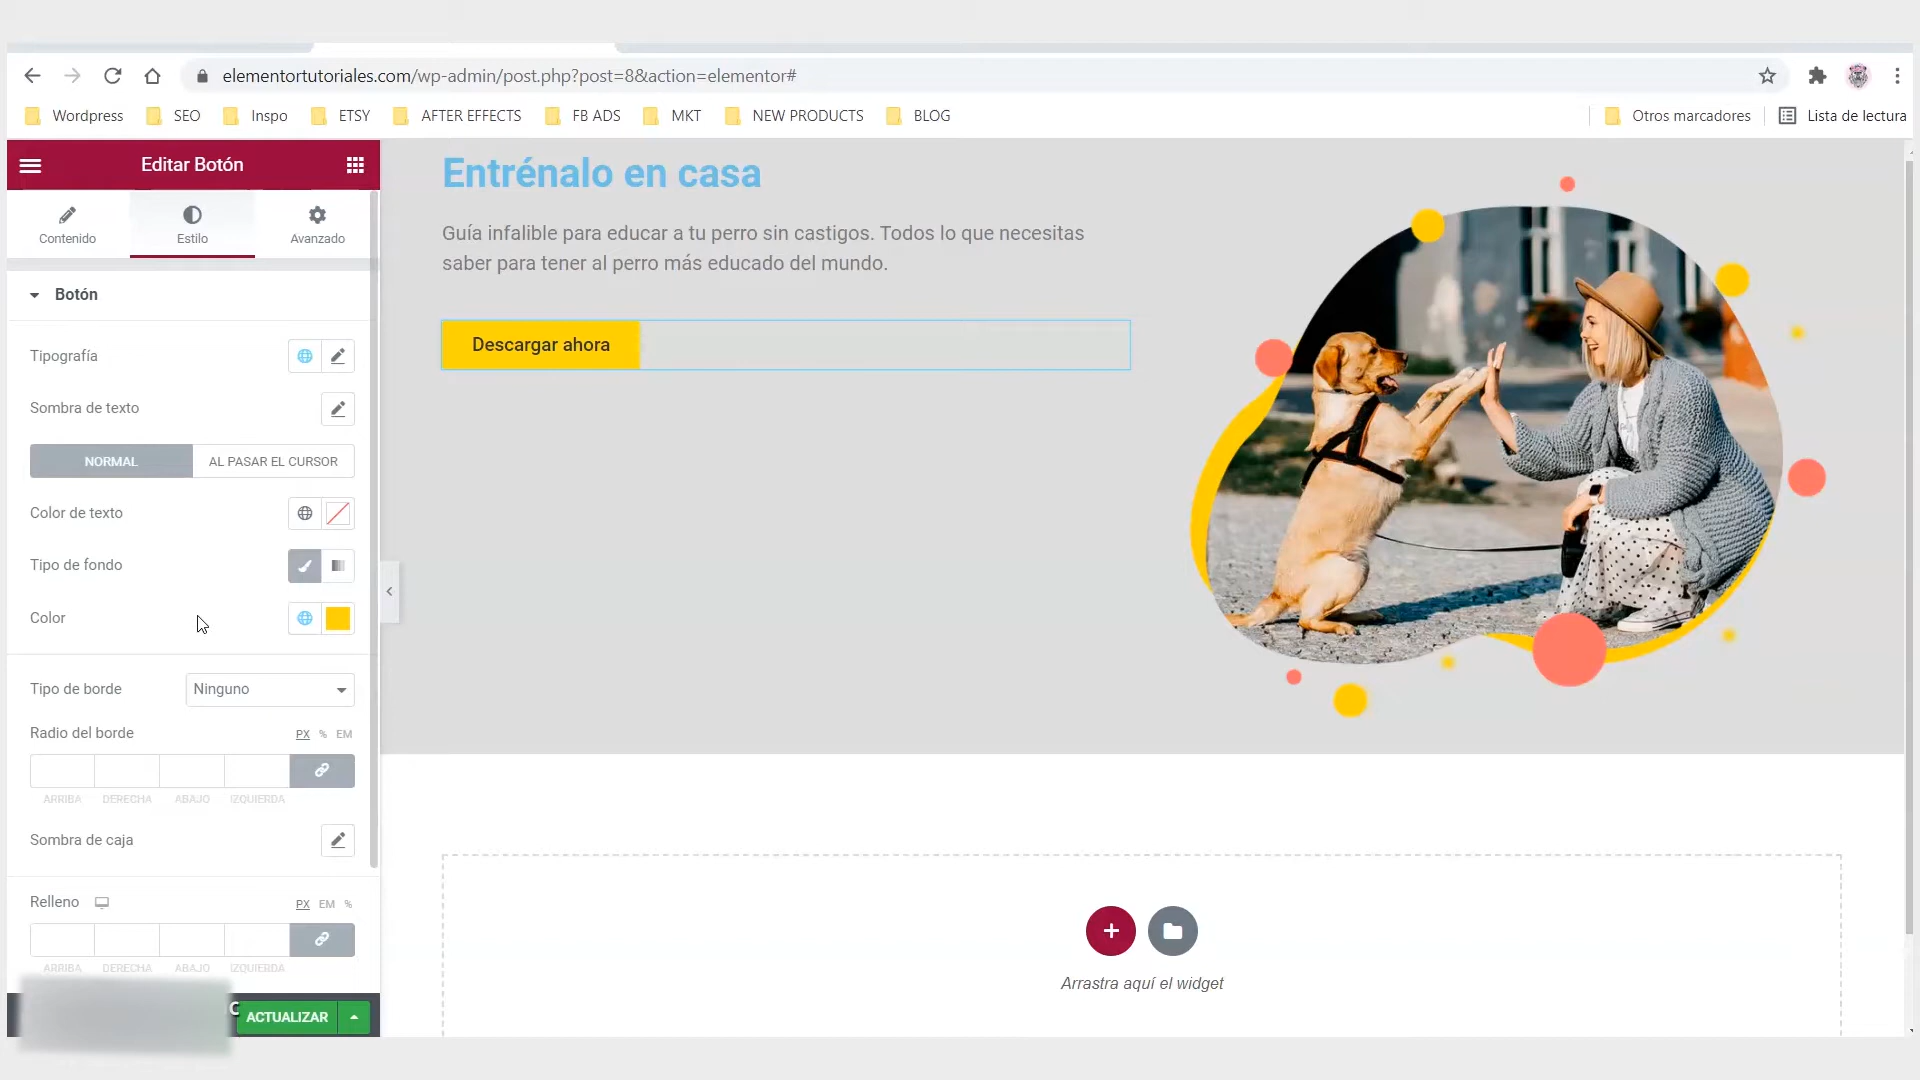 elementortutoriales.com/wp-admin/post.php?post=8&action=elementor#
Wordpress SEO Inspo ETSY AFTER EFFECTS FB ADS MKT NEW PRODUCTS BLOG Otros marcadores Lista de lectura
Editar Botón
Contenido Estilo Avanzado
Botón
Tipografía
Sombra de texto
NORMAL AL PASAR EL CURSOR
Color de texto
Tipo de fondo
Color
Tipo de borde Ninguno
Radio del borde PX % EM
ARRIBA DERECHA ABAJO IZQUIERDA
Sombra de caja
Relleno PX EM %
ARRIBA DERECHA ABAJO IZQUIERDA
ACTUALIZAR
Entrénalo en casa
Guía infalible para educar a tu perro sin castigos. Todos lo que necesitas
saber para tener al perro más educado del mundo.
Descargar ahora
Arrastra aquí el widget